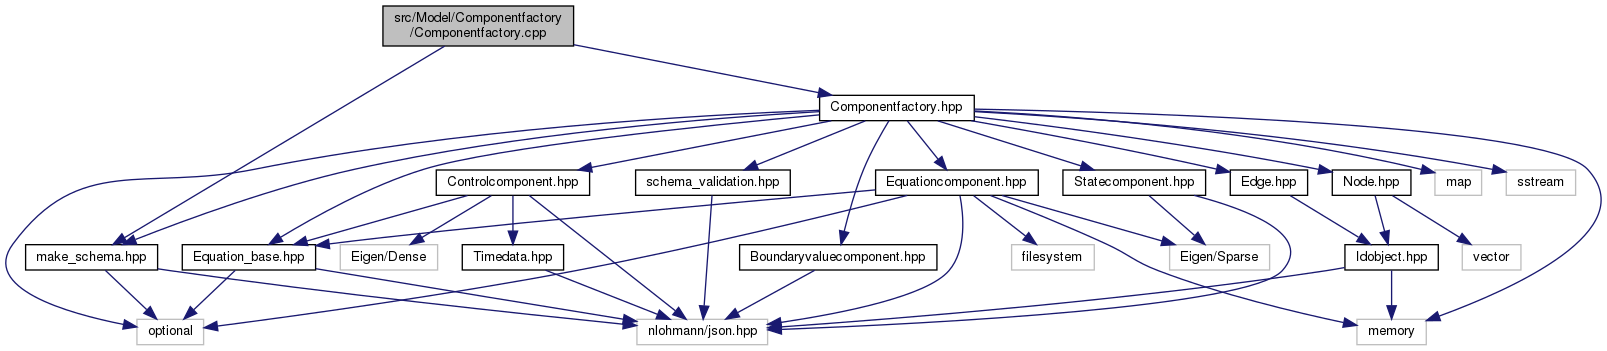 src/Model/Componentfactory
/Componentfactory.cpp
Componentfactory.hpp
Controlcomponent.hpp
schema_validation.hpp
Equationcomponent.hpp
Statecomponent.hpp
Edge.hpp
Node.hpp
map
sstream
make_schema.hpp
Equation_base.hpp
Eigen/Dense
Timedata.hpp
Boundaryvaluecomponent.hpp
filesystem
Eigen/Sparse
Idobject.hpp
vector
optional
nlohmann/json.hpp
memory